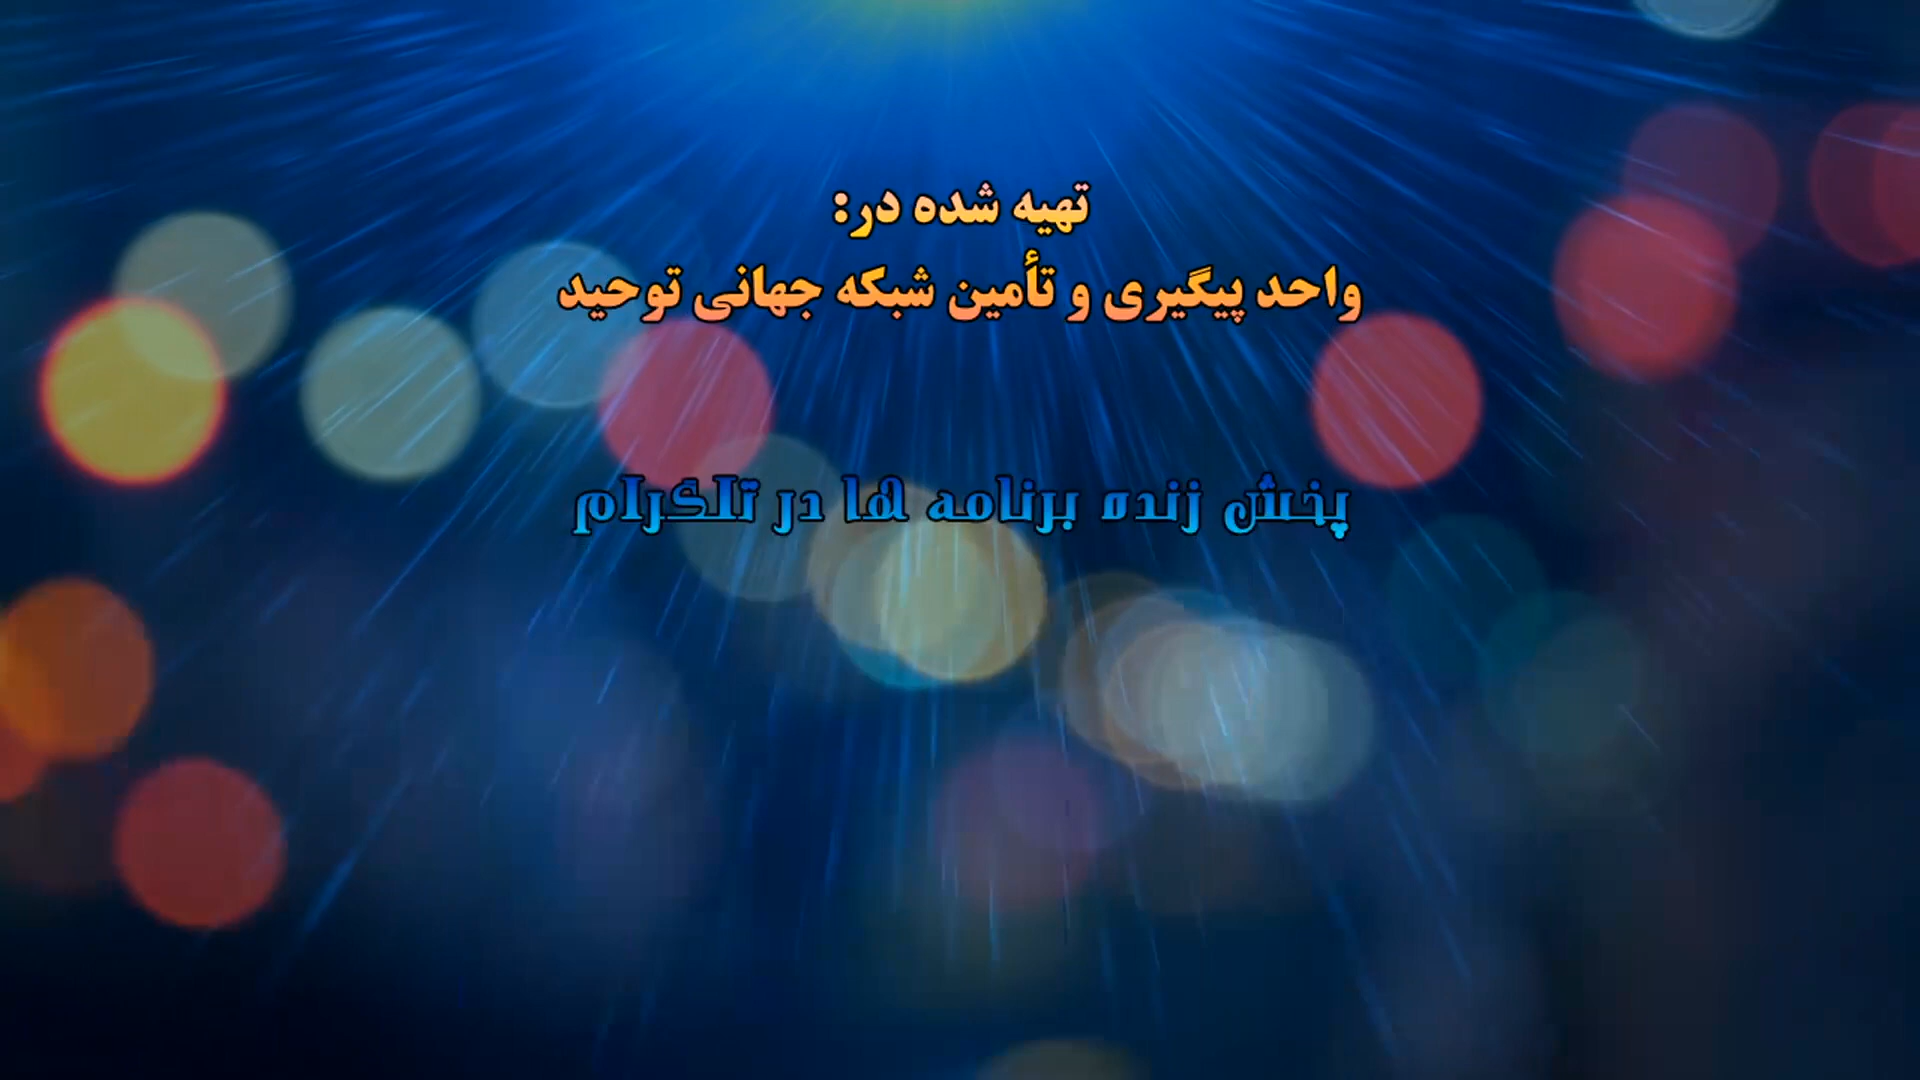 تهیه شده در:
واحد پیگیری و تأمین شبکه جهانی توحید
پخش زنده برنامه ها در تلگرام